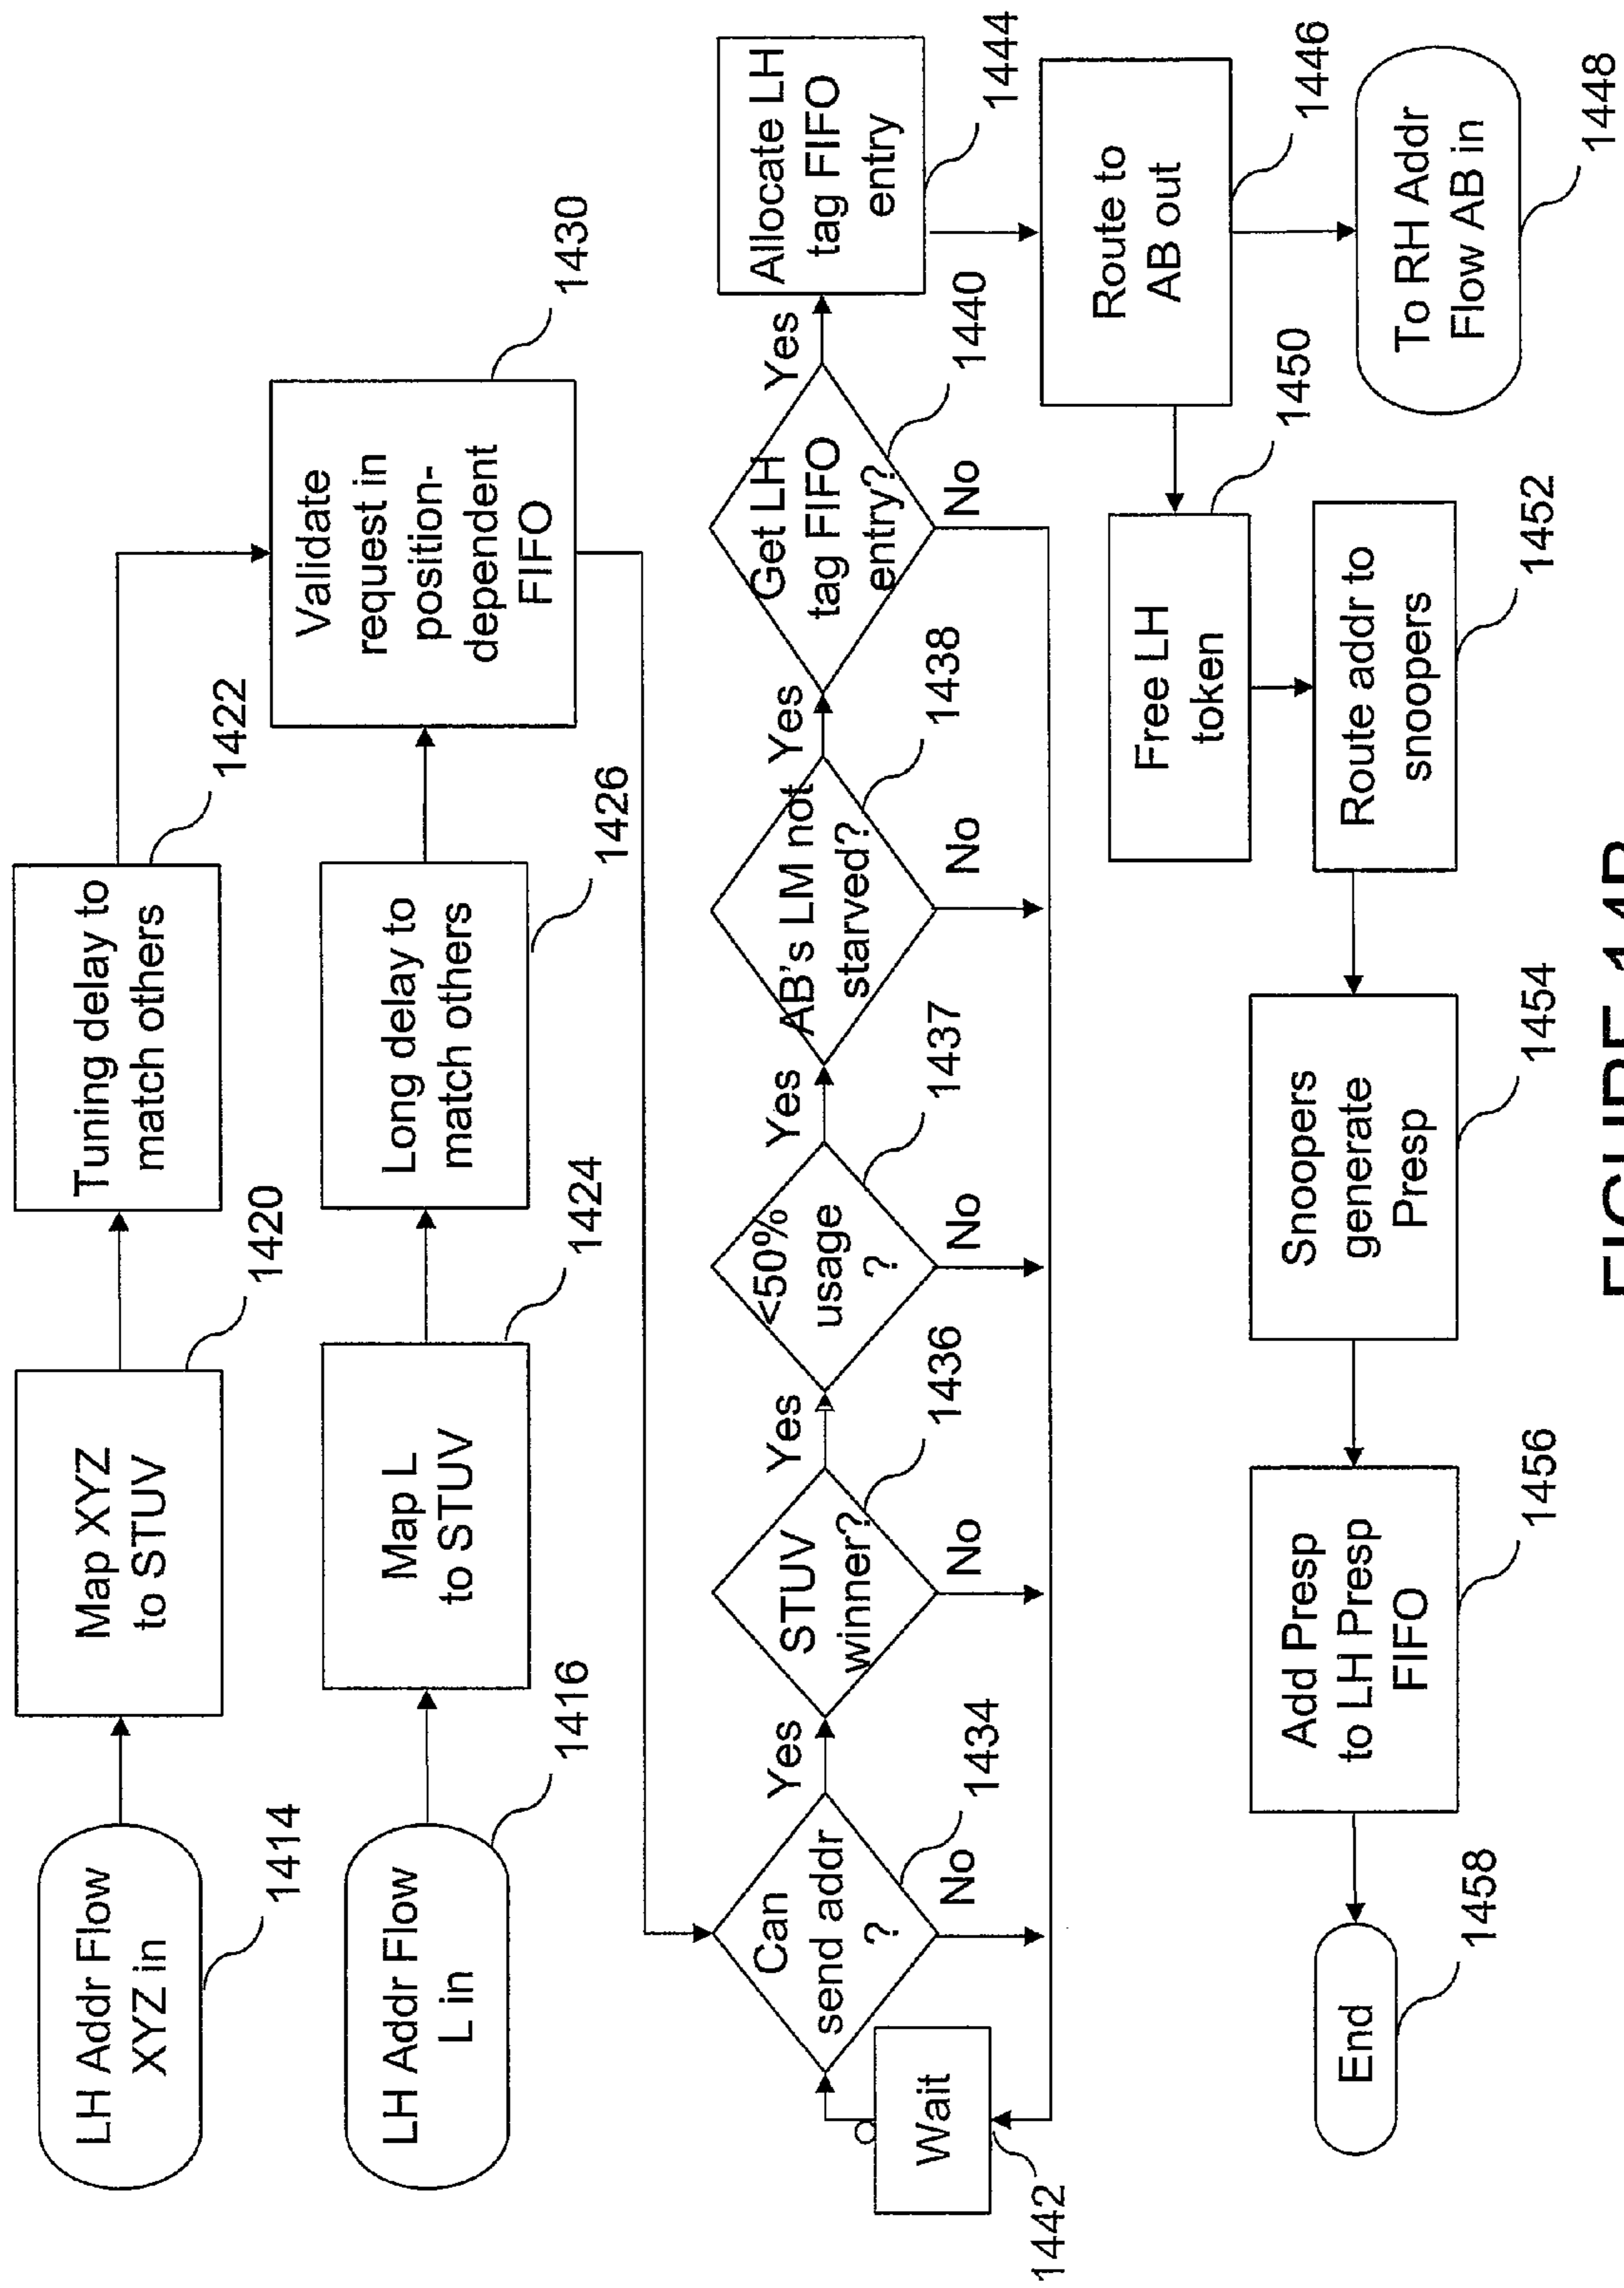 LH Addr Flow
XYZ in
1414
Map XYZ
to STUV
1420
Tuning delay to
match others
1422
LH Addr Flow
L in
1416
Map L
to STUV
1424
Long delay to
match others
1426
Validate
request in
position-
dependent
FIFO
1430
Wait
1442
Can
send addr
?
1434
Yes
No
STUV
winner?
1436
Yes
No
<50%
usage
?
1437
Yes
No
AB's LM not
starved?
1438
Yes
No
Get LH
tag FIFO
entry?
1440
Yes
No
Allocate LH
tag FIFO
entry
1444
Route to
AB out
1446
To RH Addr
Flow AB in
1448
Free LH
token
1450
Route addr to
snoopers
1452
Snoopers
generate
Presp
1454
Add Presp
to LH Presp
FIFO
1456
End
1458
FIGURE 14B